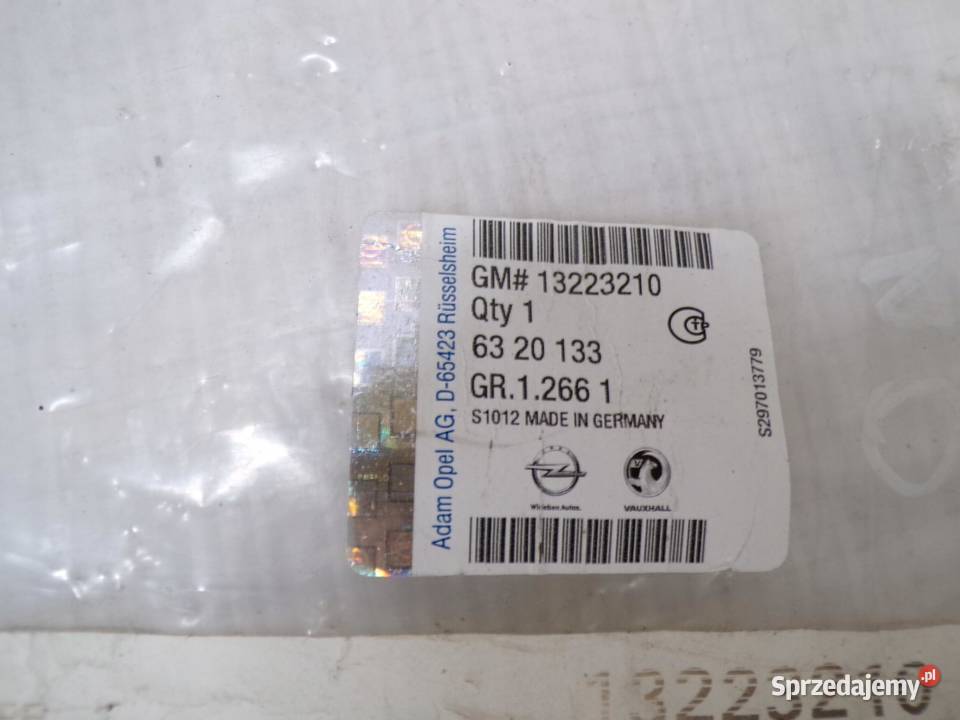 Adam Opel AG, D-65423 Rüsselsheim
GM# 13223210
Qty 1
63 20 133
GR.1.266 1
S1012 MADE IN GERMANY
Wir leben Autos.
VAUXHALL
S297013779
13223210
Sprzedajemy.pl